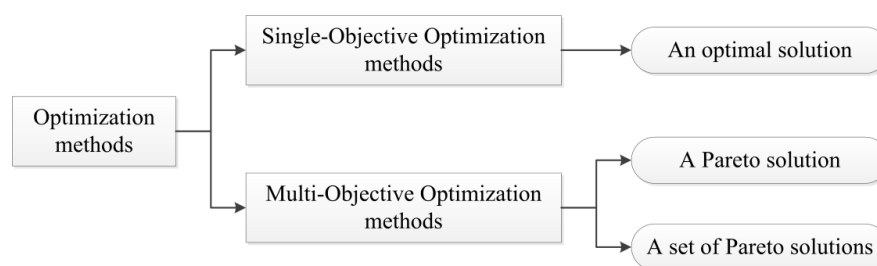 Single-Objective Optimization
methods
An optimal solution
Optimization
methods
A Pareto solution
Multi-Objective Optimization
methods
A set of Pareto solutions